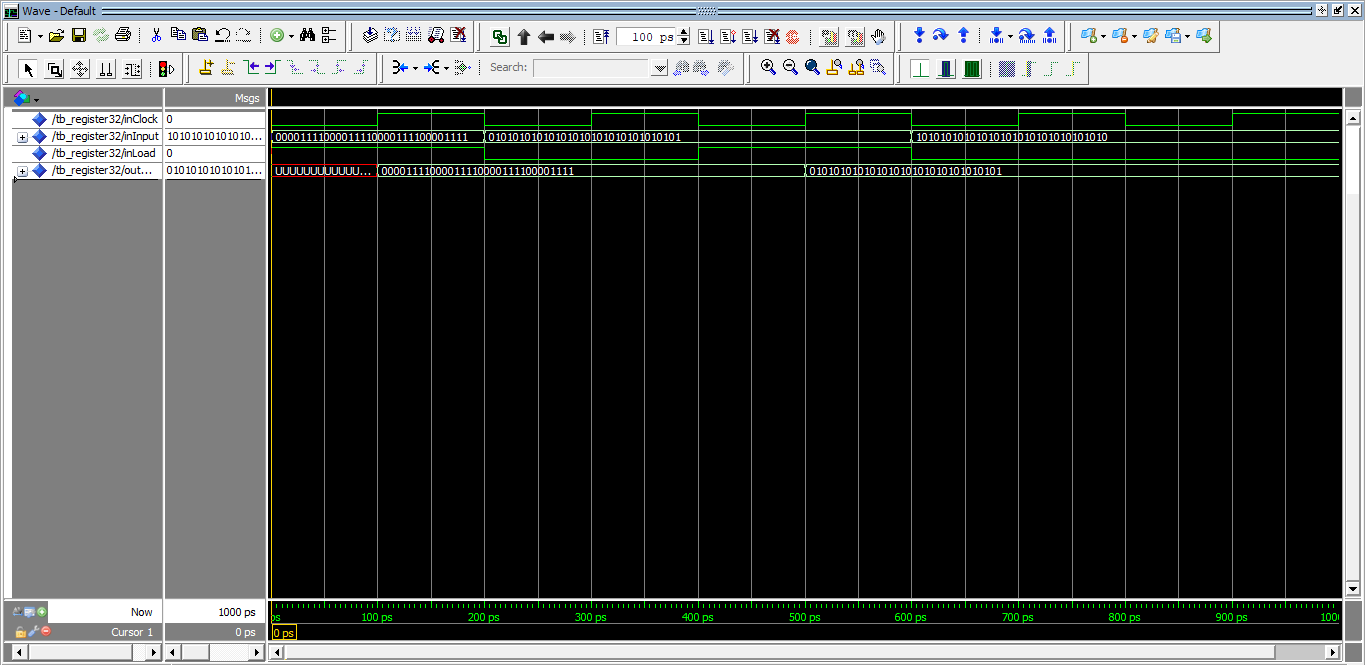 Wave - Default
100 ps
Search:
Msgs
/tb_register32/inClock 0
/tb_register32/inInput 10101010101010... 00001111000011110000111100001111 01010101010101010101010101010101 10101010101010101010101010101010
/tb_register32/inLoad 0
/tb_register32/out... 01010101010101... UUUUUUUUUUUU... 00001111000011110000111100001111 01010101010101010101010101010101
Now 1000 ps ps 100 ps 200 ps 300 ps 400 ps 500 ps 600 ps 700 ps 800 ps 900 ps 100
Cursor 1 0 ps 0 ps